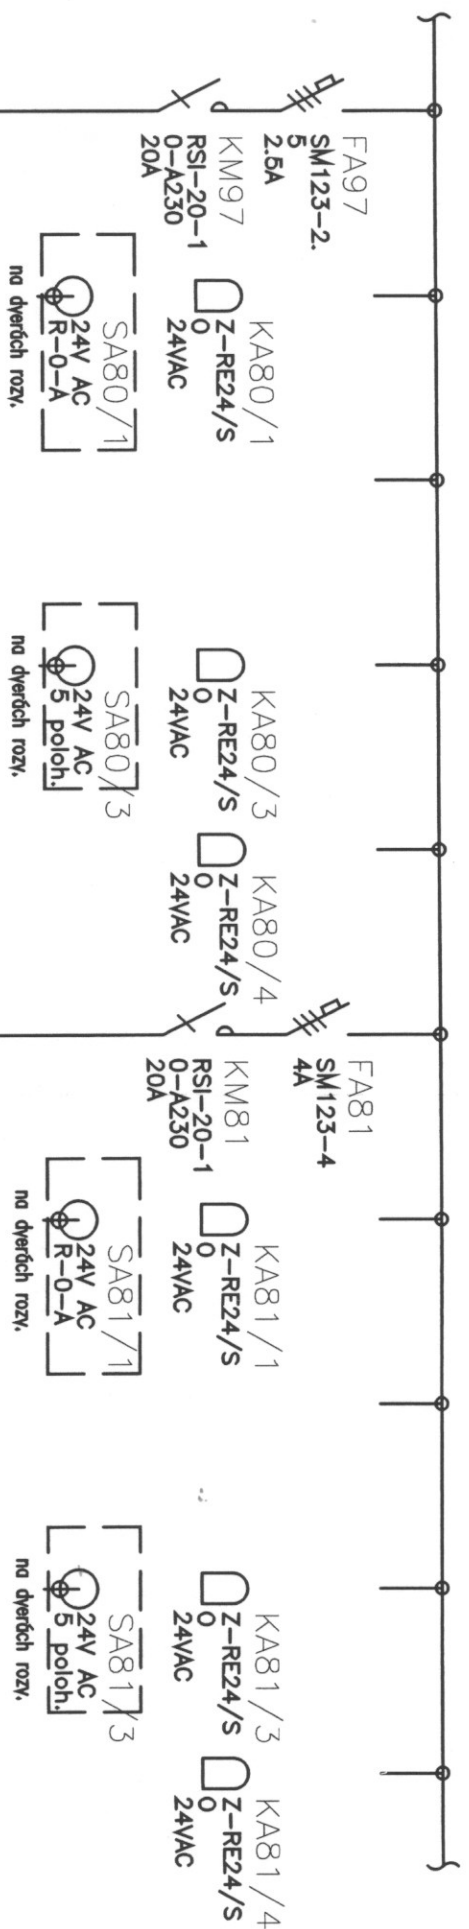 FA97
SM123-2.
5
2.5A
KM97
RSI-20-1
0-A230
20A
KA80/1
Z-RE24/S
0
24VAC
SA80/1
24V AC
R-0-A
na dveřách rozv.
KA80/3
Z-RE24/S
0
24VAC
SA80/3
24V AC
5 poloh.
na dveřách rozv.
KA80/4
Z-RE24/S
0
24VAC
FA81
SM123-4
4A
KM81
RSI-20-1
0-A230
20A
KA81/1
Z-RE24/S
0
24VAC
SA81/1
24V AC
R-0-A
na dveřách rozv.
KA81/3
Z-RE24/S
0
24VAC
SA81/3
24V AC
5 poloh.
na dveřách rozv.
KA81/4
Z-RE24/S
0
24VAC